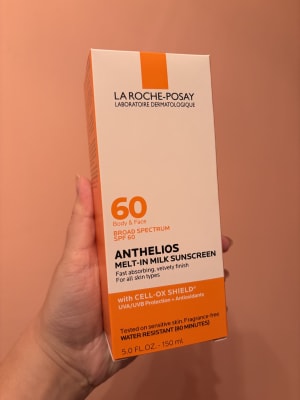 LA ROCHE-POSAY
LABORATOIRE DERMATOLOGIQUE
60
Body & Face
BROAD SPECTRUM
SPF 60
ANTHELIOS
MELT-IN MILK SUNSCREEN
Fast absorbing, velvety finish
For all skin types
with CELL-OX SHIELD®
UVA/UVB Protection + Antioxidants
Tested on sensitive skin. Fragrance-free
WATER RESISTANT (80 MINUTES)
5.0 FL.OZ. - 150 mL